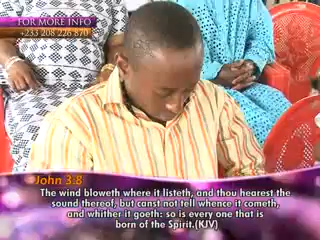 FOR MORE INFO
+233 208 226 870
John 3:8
The wind bloweth where it listeth, and thou hearest the
sound thereof, but canst not tell whence it cometh,
and whither it goeth: so is every one that is
born of the Spirit.(KJV)